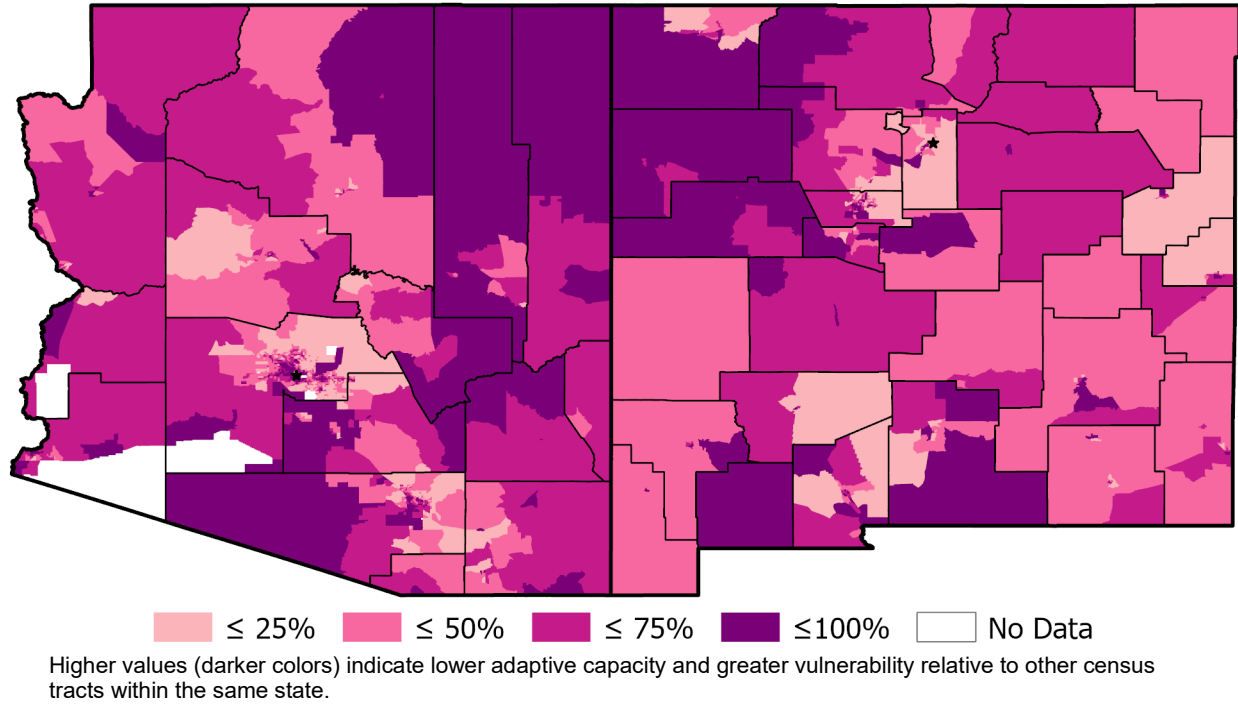 ≤ 25% ≤ 50% ≤ 75% ≤100% No Data
Higher values (darker colors) indicate lower adaptive capacity and greater vulnerability relative to other census
tracts within the same state.